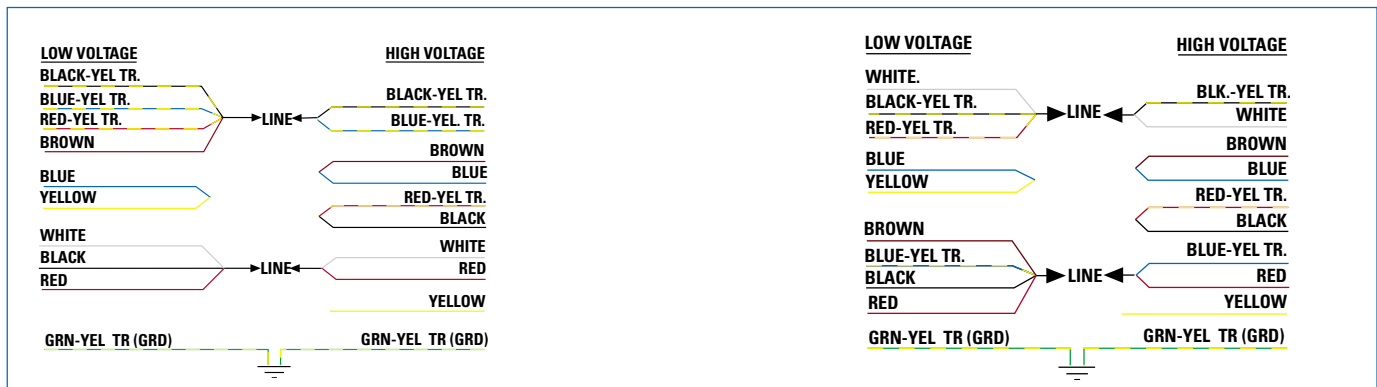 LOW VOLTAGE
BLACK-YEL TR.
BLUE-YEL TR.
RED-YEL TR.
BROWN
BLUE
YELLOW
WHITE
BLACK
RED
GRN-YEL TR (GRD)
LINE
LINE
HIGH VOLTAGE
BLACK-YEL TR.
BLUE-YEL. TR.
BROWN
BLUE
RED-YEL TR.
BLACK
WHITE
RED
YELLOW
GRN-YEL TR (GRD)
LOW VOLTAGE
WHITE.
BLACK-YEL TR.
RED-YEL TR.
BLUE
YELLOW
BROWN
BLUE-YEL TR.
BLACK
RED
GRN-YEL TR (GRD)
LINE
LINE
HIGH VOLTAGE
BLK.-YEL TR.
WHITE
BROWN
BLUE
RED-YEL TR.
BLACK
BLUE-YEL TR.
RED
YELLOW
GRN-YEL TR (GRD)